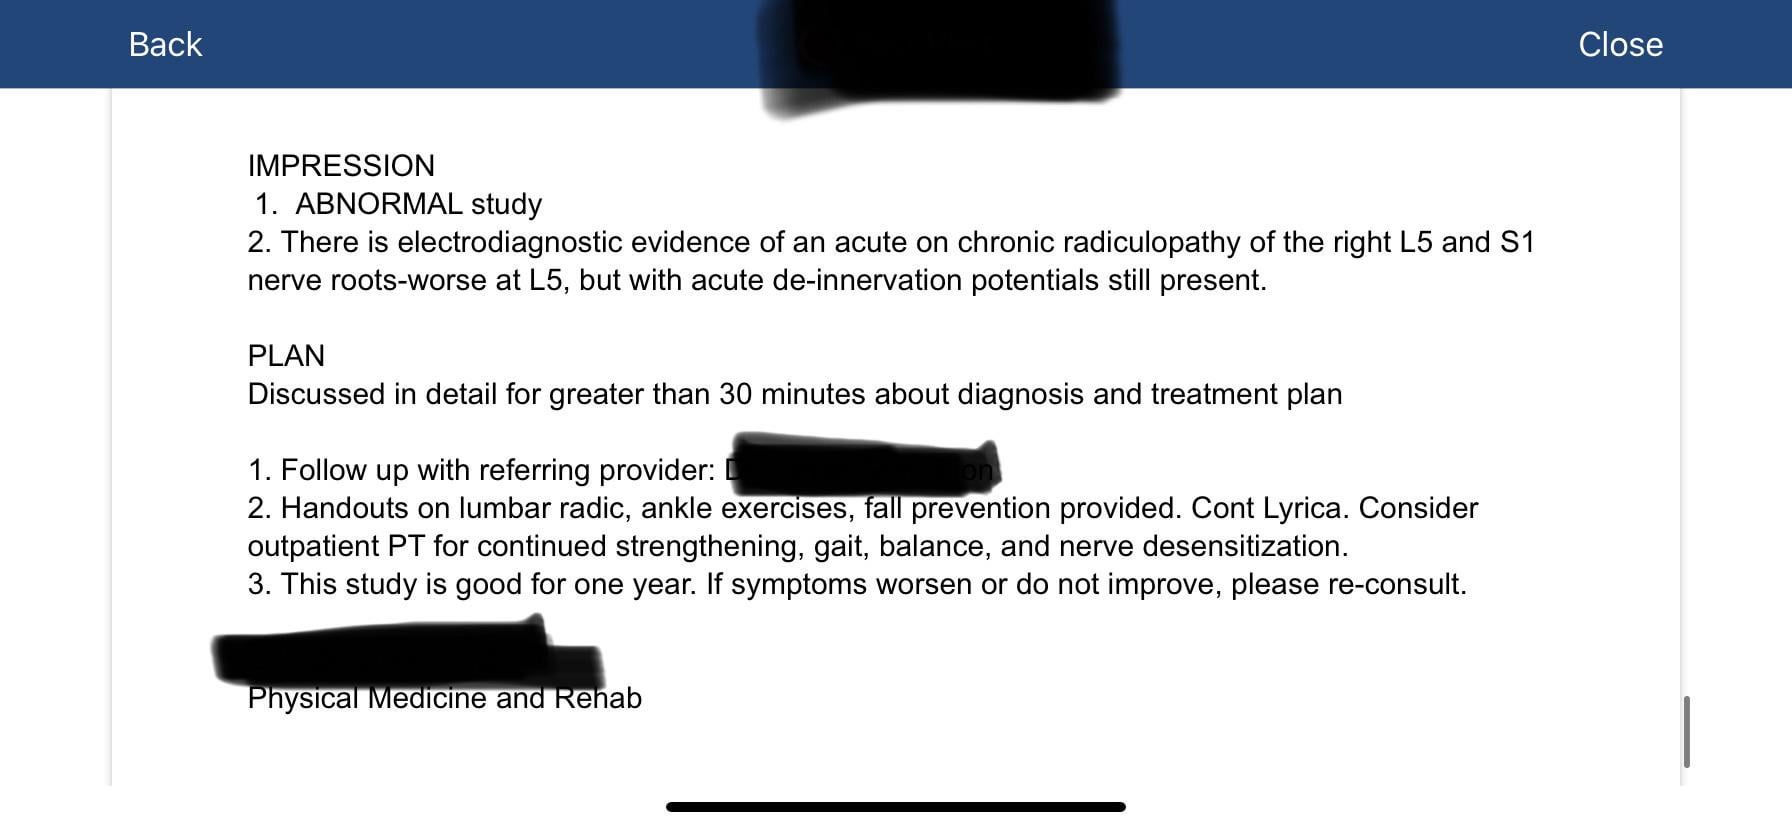 Back
Close
IMPRESSION
1. ABNORMAL study
2. There is electrodiagnostic evidence of an acute on chronic radiculopathy of the right L5 and S1
nerve roots-worse at L5, but with acute de-innervation potentials still present.
PLAN
Discussed in detail for greater than 30 minutes about diagnosis and treatment plan
1. Follow up with referring provider:
2. Handouts on lumbar radic, ankle exercises, fall prevention provided. Cont Lyrica. Consider
outpatient PT for continued strengthening, gait, balance, and nerve desensitization.
3. This study is good for one year. If symptoms worsen or do not improve, please re-consult.
Physical Medicine and Rehab